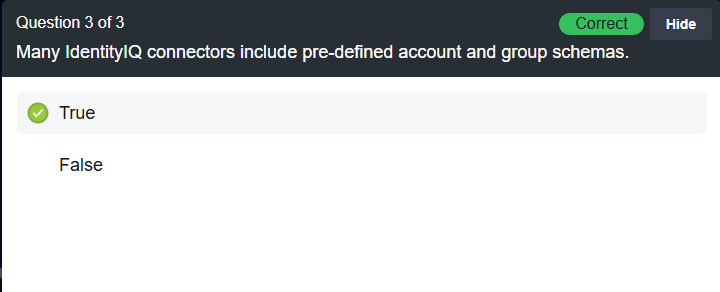 Question 3 of 3
Correct
Hide
Many IdentityIQ connectors include pre-defined account and group schemas.
True
False